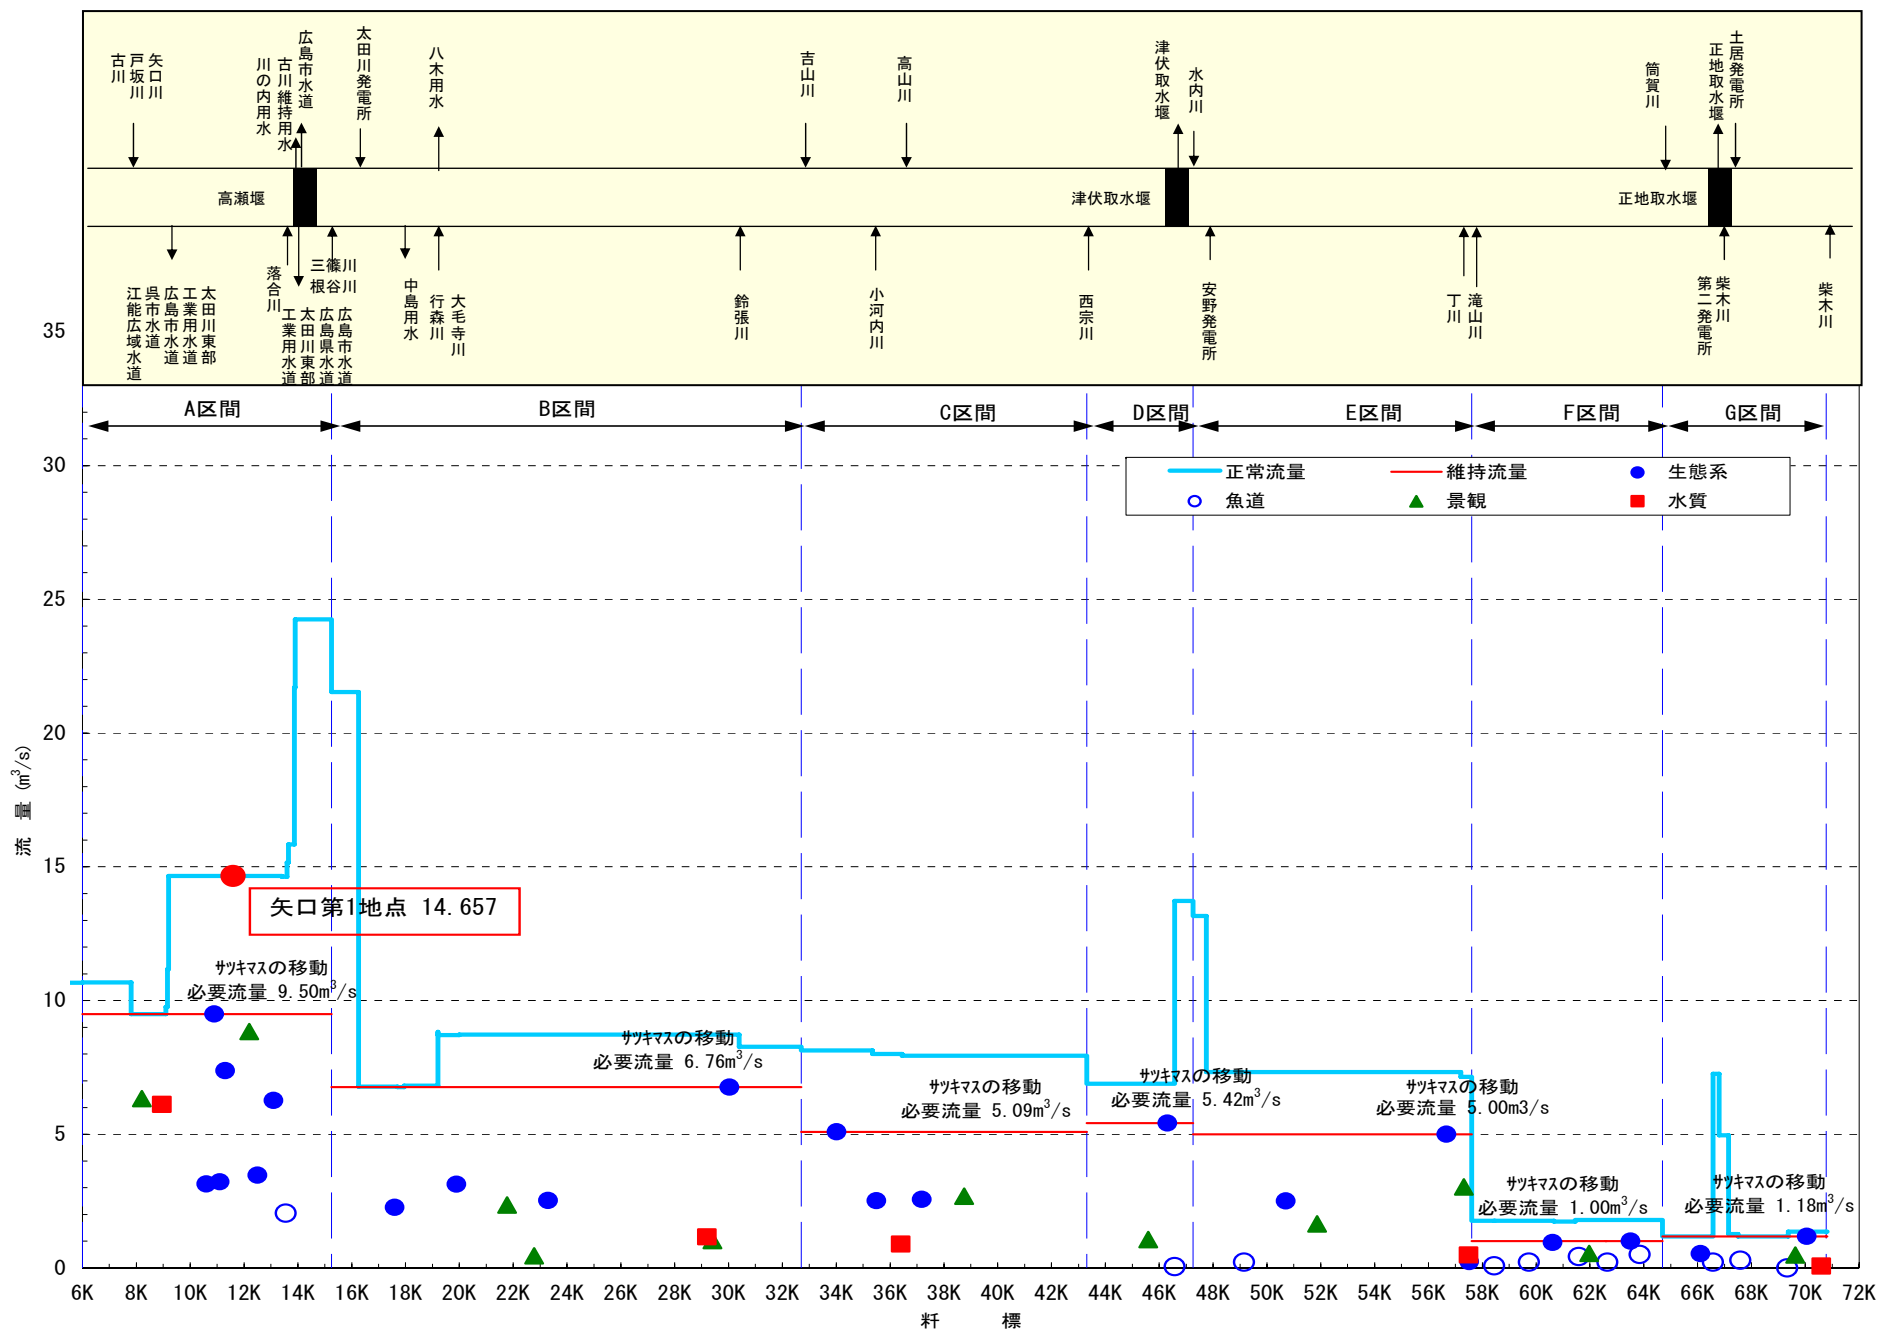 古川
戸坂川
矢口川
川の内用水
古川維持用水
広島市水道
太田川発電所
八木用水
吉山川
高山川
津伏取水堰
水内川
筒賀川
正地取水堰
土居発電所
高瀬堰
津伏取水堰
正地取水堰
江能広域水道
呉市水道
広島市水道
工業用水道
太田川東部
落合川
三篠川
根谷川
工業用水道
太田川東部
広島県水道
広島市水道
中島用水
行森川
大毛寺川
鈴張川
小河内川
西宗川
安野発電所
丁川
滝山川
第二発電所
柴木川
柴木川
A区間
B区間
C区間
D区間
E区間
F区間
G区間
正常流量
維持流量
生態系
魚道
景観
水質
35
30
25
20
15
10
5
0
流 量 (m³/s)
矢口第1地点 14.657
ｻﾂｷﾏｽの移動
必要流量 9.50m³/s
ｻﾂｷﾏｽの移動
必要流量 6.76m³/s
ｻﾂｷﾏｽの移動
必要流量 5.09m³/s
ｻﾂｷﾏｽの移動
必要流量 5.42m³/s
ｻﾂｷﾏｽの移動
必要流量 5.00m3/s
ｻﾂｷﾏｽの移動
必要流量 1.00m³/s
ｻﾂｷﾏｽの移動
必要流量 1.18m³/s
6K 8K 10K 12K 14K 16K 18K 20K 22K 24K 26K 28K 30K 32K 34K 36K 38K 40K 42K 44K 46K 48K 50K 52K 54K 56K 58K 60K 62K 64K 66K 68K 70K 72K
粁 標